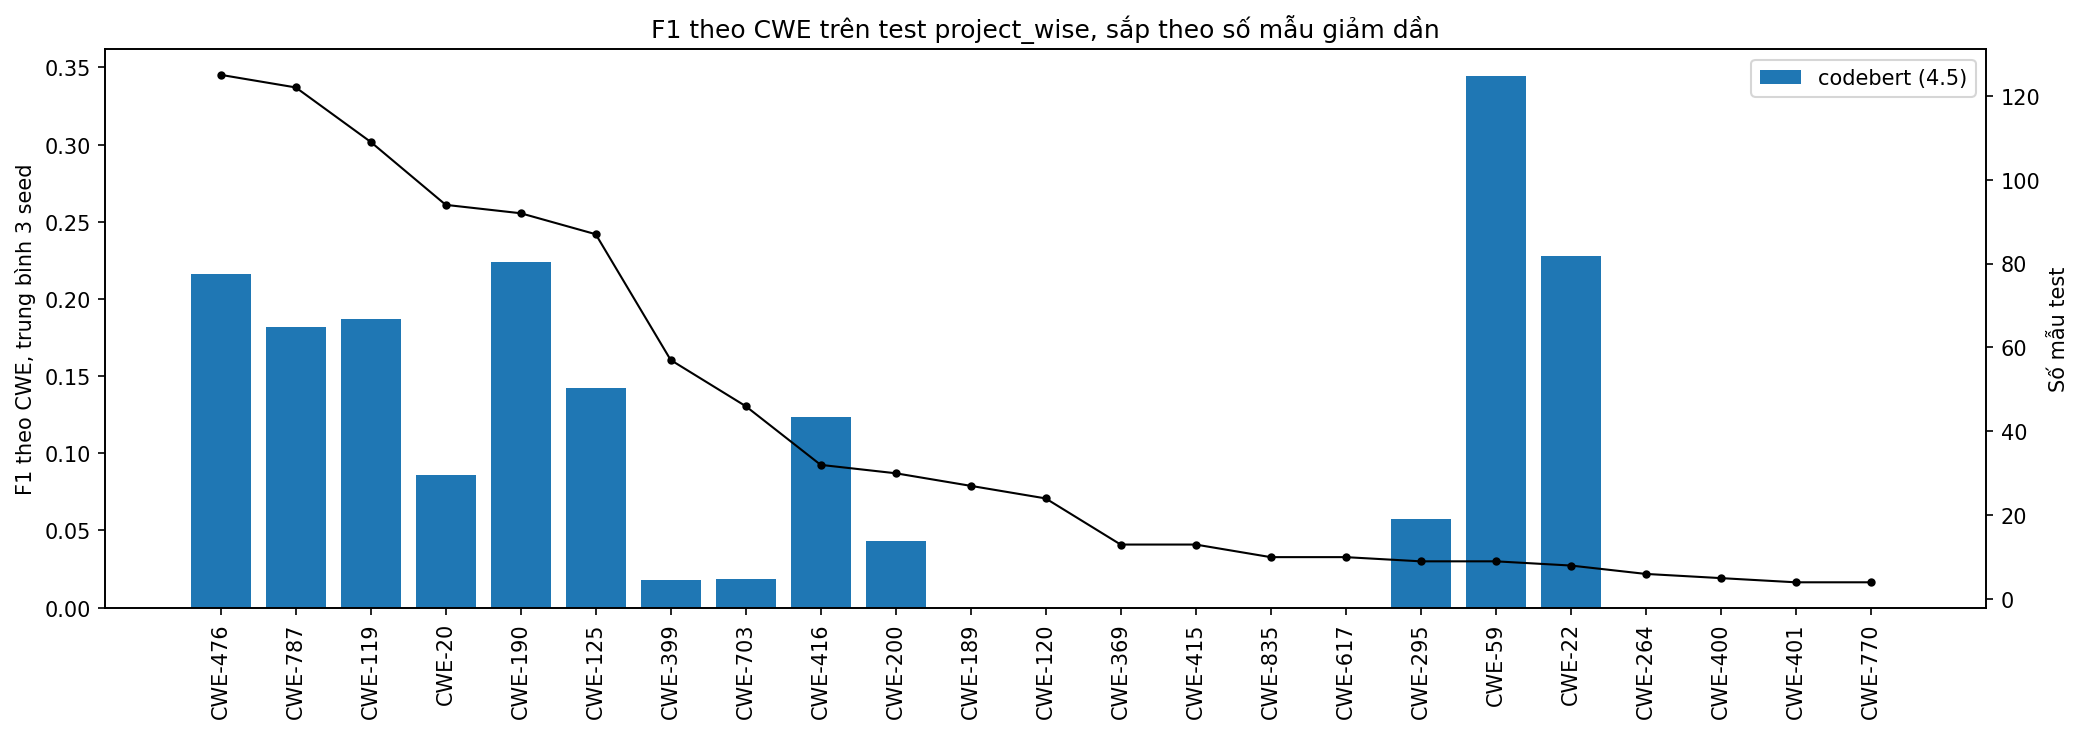 F1 theo CWE trên test project_wise, sắp theo số mẫu giảm dần
codebert (4.5)
F1 theo CWE, trung bình 3 seed
0.35
0.30
0.25
0.20
0.15
0.10
0.05
0.00
120
100
80
60
40
20
0
Số mẫu test
CWE-476
CWE-787
CWE-119
CWE-20
CWE-190
CWE-125
CWE-399
CWE-703
CWE-416
CWE-200
CWE-189
CWE-120
CWE-369
CWE-415
CWE-835
CWE-617
CWE-295
CWE-59
CWE-22
CWE-264
CWE-400
CWE-401
CWE-770